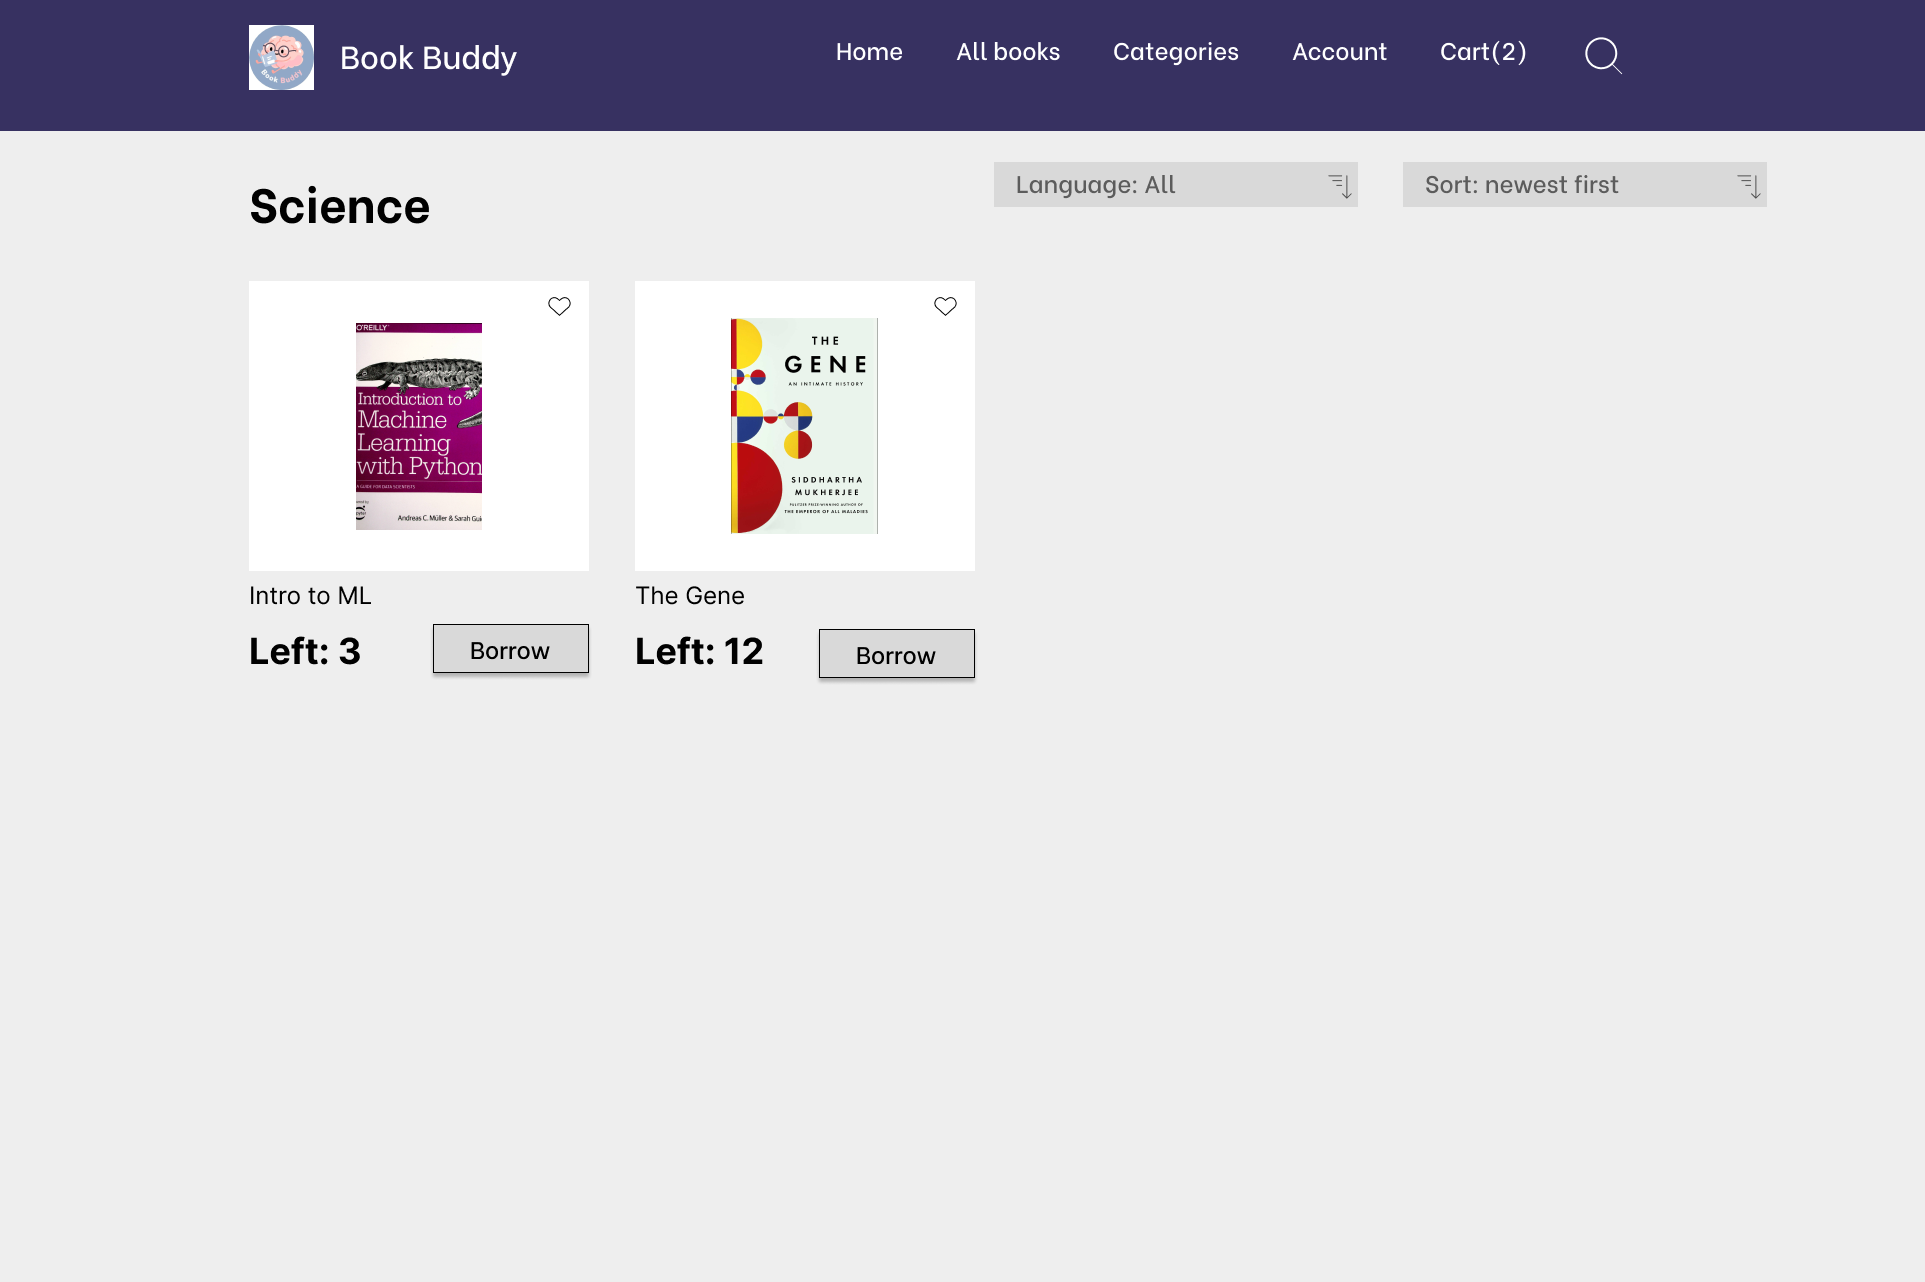 Book Buddy
Book Buddy
Home
All books
Categories
Account
Cart(2)
Science
Language: All
Sort: newest first
O'REILLY
Introduction to
Machine
Learning
with Python
GUIDE FOR DATA SCIENTISTS
Andreas C. Müller & Sarah Gui
THE
GENE
AN INTIMATE HISTORY
SIDDHARTHA
MUKHERJEE
PULITZER PRIZE-WINNING AUTHOR OF
THE EMPEROR OF ALL MALADIES
Intro to ML
The Gene
Left: 3
Borrow
Left: 12
Borrow